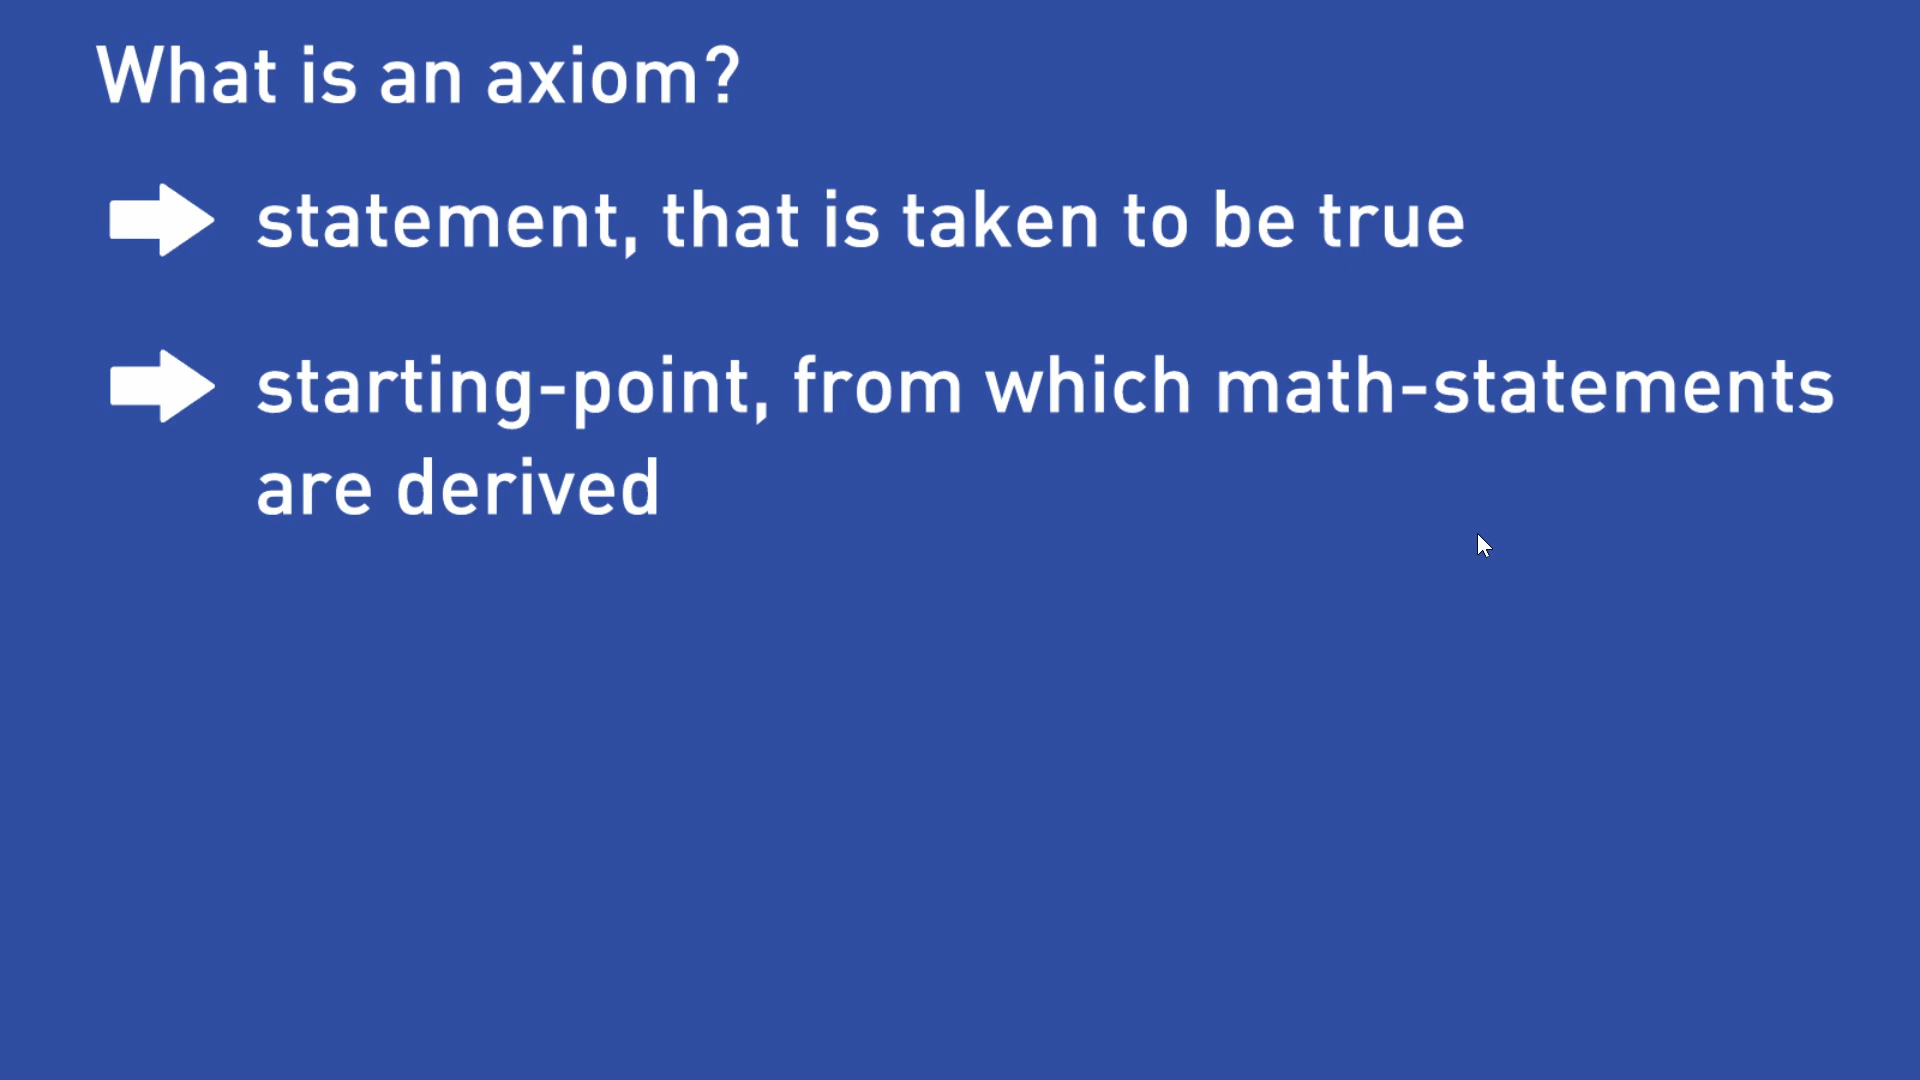 What is an axiom?
statement, that is taken to be true
starting-point, from which math-statements
are derived